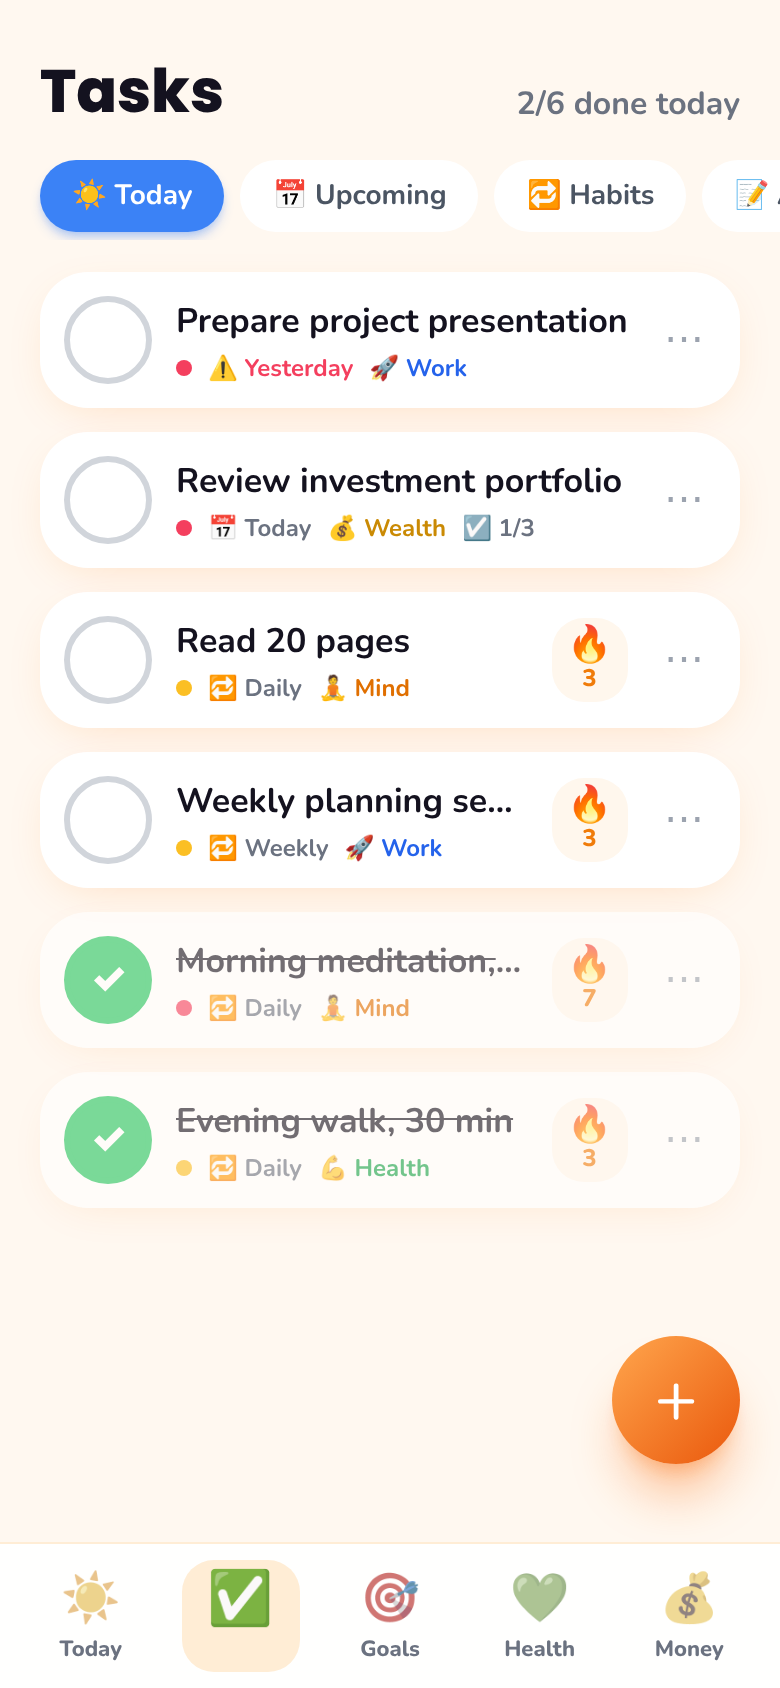 Tasks
2/6 done today
Today
Upcoming
Habits
Prepare project presentation
Yesterday Work
Review investment portfolio
Today Wealth 1/3
Read 20 pages
Daily Mind
3
Weekly planning se...
Weekly Work
3
Morning meditation,...
Daily Mind
7
Evening walk, 30 min
Daily Health
3
Today
Goals
Health
Money